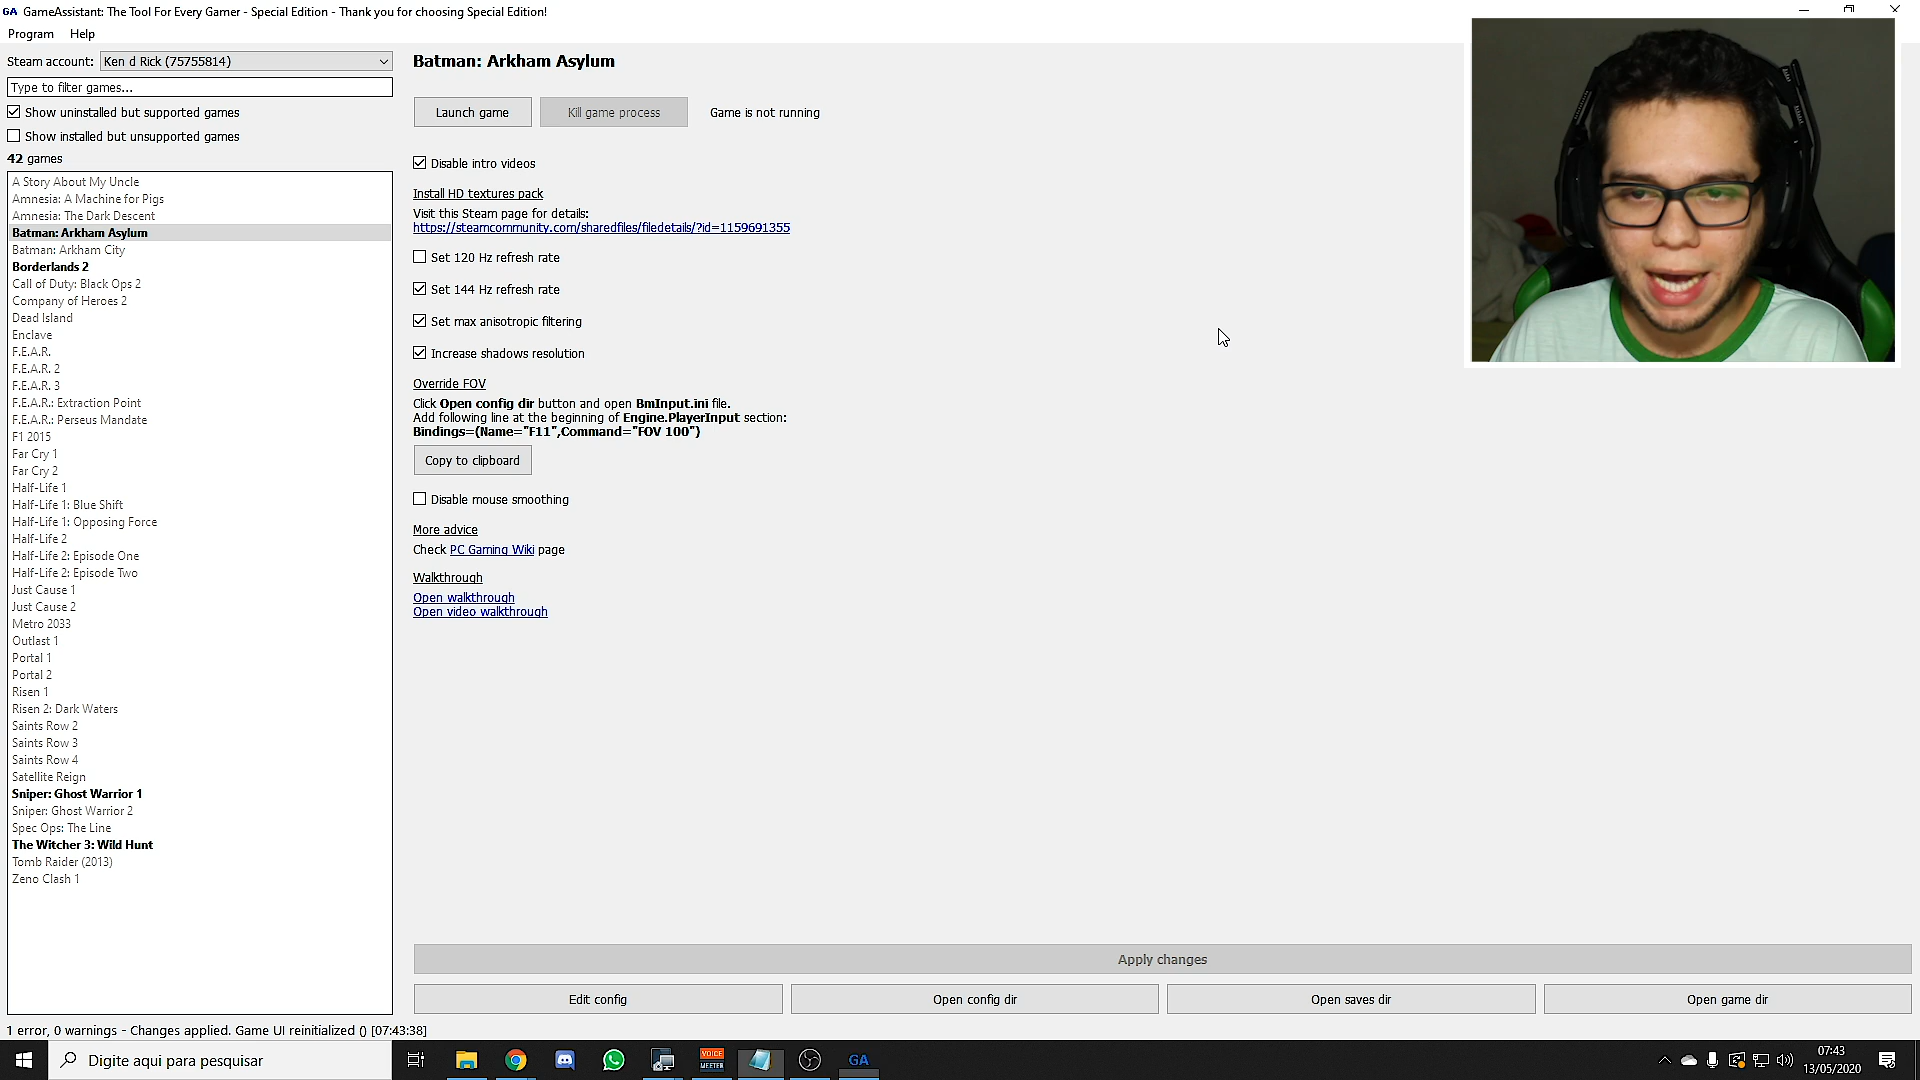 GA GameAssistant: The Tool For Every Gamer - Special Edition - Thank you for choosing Special Edition!
Program Help
Steam account: Ken d Rick (75755814)
Type to filter games...
Show uninstalled but supported games
Show installed but unsupported games
42 games
A Story About My Uncle
Amnesia: A Machine for Pigs
Amnesia: The Dark Descent
Batman: Arkham Asylum
Batman: Arkham City
Borderlands 2
Call of Duty: Black Ops 2
Company of Heroes 2
Dead Island
Enclave
F.E.A.R.
F.E.A.R. 2
F.E.A.R. 3
F.E.A.R.: Extraction Point
F.E.A.R.: Perseus Mandate
F1 2015
Far Cry 1
Far Cry 2
Half-Life 1
Half-Life 1: Blue Shift
Half-Life 1: Opposing Force
Half-Life 2
Half-Life 2: Episode One
Half-Life 2: Episode Two
Just Cause 1
Just Cause 2
Metro 2033
Outlast 1
Portal 1
Portal 2
Risen 1
Risen 2: Dark Waters
Saints Row 2
Saints Row 3
Saints Row 4
Satellite Reign
Sniper: Ghost Warrior 1
Sniper: Ghost Warrior 2
Spec Ops: The Line
The Witcher 3: Wild Hunt
Tomb Raider (2013)
Zeno Clash 1
Batman: Arkham Asylum
Launch game Kill game process Game is not running
Disable intro videos
Install HD textures pack
Visit this Steam page for details:
https://steamcommunity.com/sharedfiles/filedetails/?id=1159691355
Set 120 Hz refresh rate
Set 144 Hz refresh rate
Set max anisotropic filtering
Increase shadows resolution
Override FOV
Click Open config dir button and open BmInput.ini file.
Add following line at the beginning of Engine.PlayerInput section:
Bindings=(Name="F11",Command="FOV 100")
Copy to clipboard
Disable mouse smoothing
More advice
Check PC Gaming Wiki page
Walkthrough
Open walkthrough
Open video walkthrough
Apply changes
Edit config Open config dir Open saves dir Open game dir
1 error, 0 warnings - Changes applied. Game UI reinitialized () [07:43:38]
Digite aqui para pesquisar
VOICE
MEETER
GA
07:43
13/05/2020